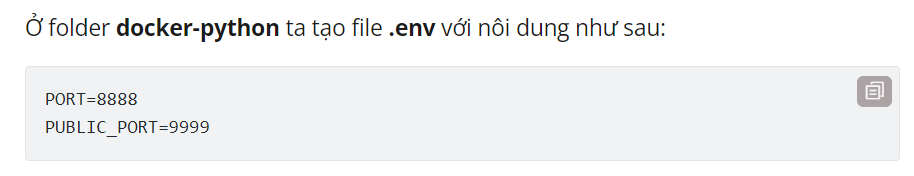 Ở folder docker-python ta tạo file .env với nôi dung như sau:
PORT=8888
PUBLIC_PORT=9999